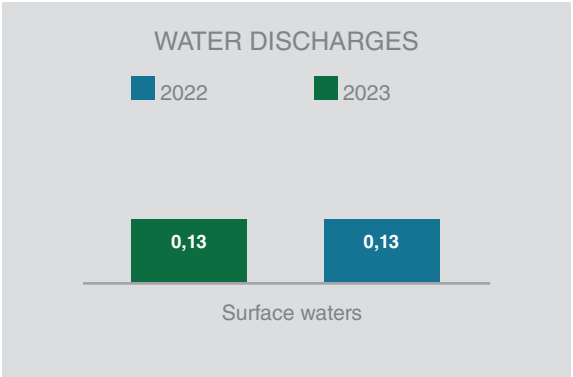 WATER DISCHARGES
2022 2023
0,13 0,13
Surface waters